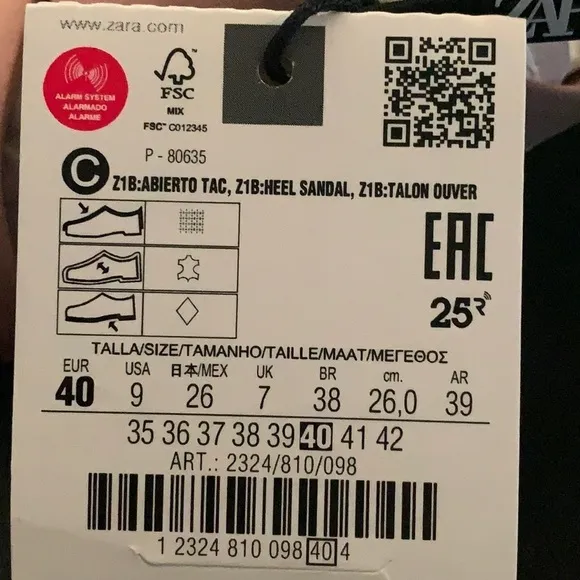 www.zara.com
ZAR
ALARM SYSTEM
ALARMADO
ALARME
FSC
MIX
FSC™ C012345
P - 80635
C Z1B:ABIERTO TAC, Z1B:HEEL SANDAL, Z1B:TALON OUVER
EAC
25
TALLA/SIZE/TAMANHO/TAILLE/MAAT/ΜΕΓΕΘΟΣ
EUR USA 日本/MEX UK BR cm. AR
40 9 26 7 38 26,0 39
35 36 37 38 39 40 41 42
ART.: 2324/810/098
1 2324 810 098 40 4